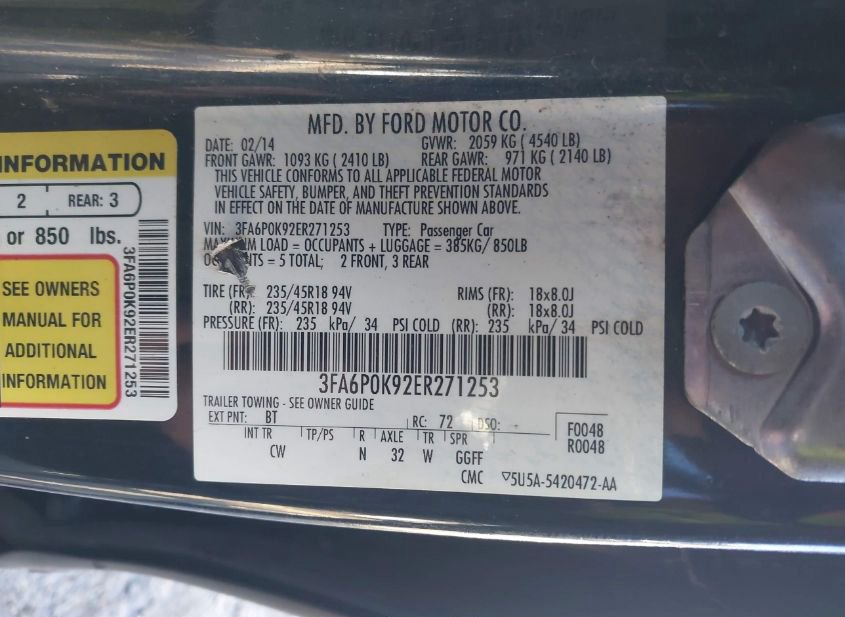 INFORMATION
2 REAR: 3
or 850 lbs.
SEE OWNERS
MANUAL FOR
ADDITIONAL
INFORMATION
3FA6P0K92ER271253
MFD. BY FORD MOTOR CO.
DATE: 02/14 GVWR: 2059 KG (4540 LB)
FRONT GAWR: 1093 KG (2410 LB) REAR GAWR: 971 KG (2140 LB)
THIS VEHICLE CONFORMS TO ALL APPLICABLE FEDERAL MOTOR
VEHICLE SAFETY, BUMPER, AND THEFT PREVENTION STANDARDS
IN EFFECT ON THE DATE OF MANUFACTURE SHOWN ABOVE.
VIN: 3FA6P0K92ER271253 TYPE: Passenger Car
LOAD = OCCUPANTS + LUGGAGE = 385KG/ 850LB
= 5 TOTAL; 2 FRONT, 3 REAR
TIRE (FR): 235/45R18 94V RIMS (FR): 18x8.0J
(RR): 235/45R18 94V (RR): 18x8.0J
PRESSURE (FR): 235 kPa/ 34 PSI COLD (RR): 235 kPa/ 34 PSI COLD
3FA6P0K92ER271253
TRAILER TOWING - SEE OWNER GUIDE
EXT PNT: BT RC: 72 DSO: F0048
R0048
INT TR TP/PS R AXLE TR SPR
CW N 32 W GGFF
CMC ▽5U5A-5420472-AA